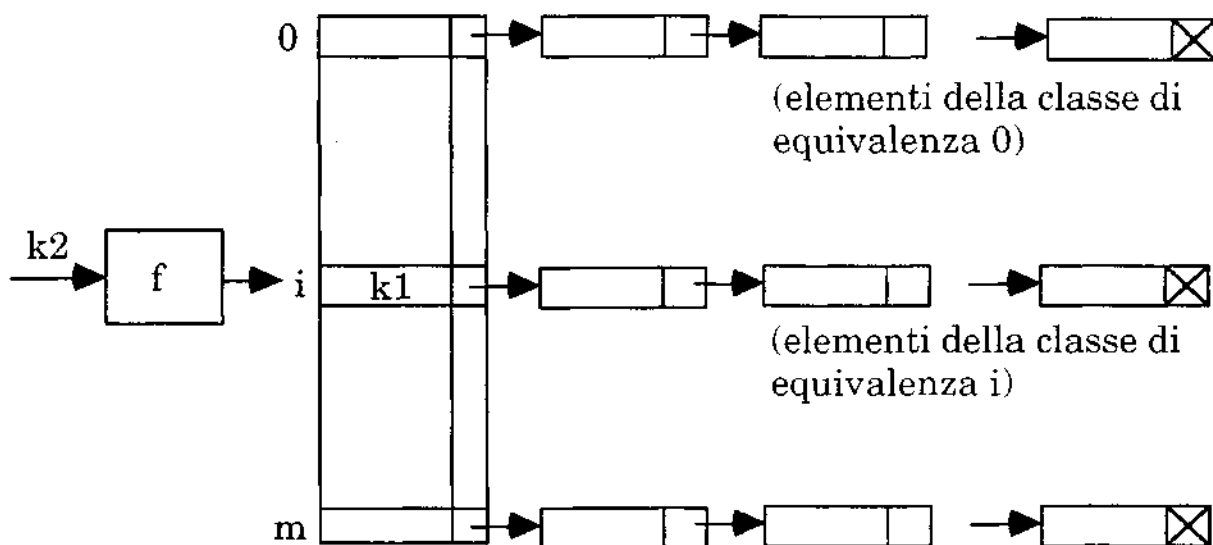 0
(elementi della classe di
equivalenza 0)
k2
f
i
k1
(elementi della classe di
equivalenza i)
m